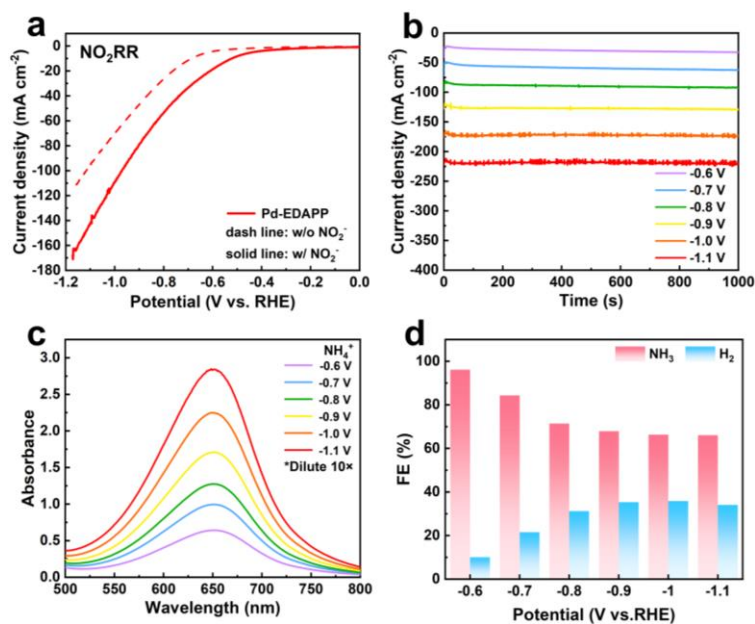 a
NO₂RR
Current density (mA cm⁻²)
0
-20
-40
-60
-80
-100
-120
-140
-160
-180
Pd-EDAPP
dash line: w/o NO₂⁻
solid line: w/ NO₂⁻
-1.2 -1.0 -0.8 -0.6 -0.4 -0.2 0.0
Potential (V vs. RHE)
b
Current density (mA cm⁻²)
0
-50
-100
-150
-200
-250
-300
-350
-400
-0.6 V
-0.7 V
-0.8 V
-0.9 V
-1.0 V
-1.1 V
0 200 400 600 800 1000
Time (s)
c
Absorbance
3.0
2.5
2.0
1.5
1.0
0.5
0.0
NH₄⁺
-0.6 V
-0.7 V
-0.8 V
-0.9 V
-1.0 V
-1.1 V
*Dilute 10×
500 550 600 650 700 750 800
Wavelength (nm)
d
NH₃ H₂
FE (%)
100
80
60
40
20
0
-0.6 -0.7 -0.8 -0.9 -1 -1.1
Potential (V vs.RHE)